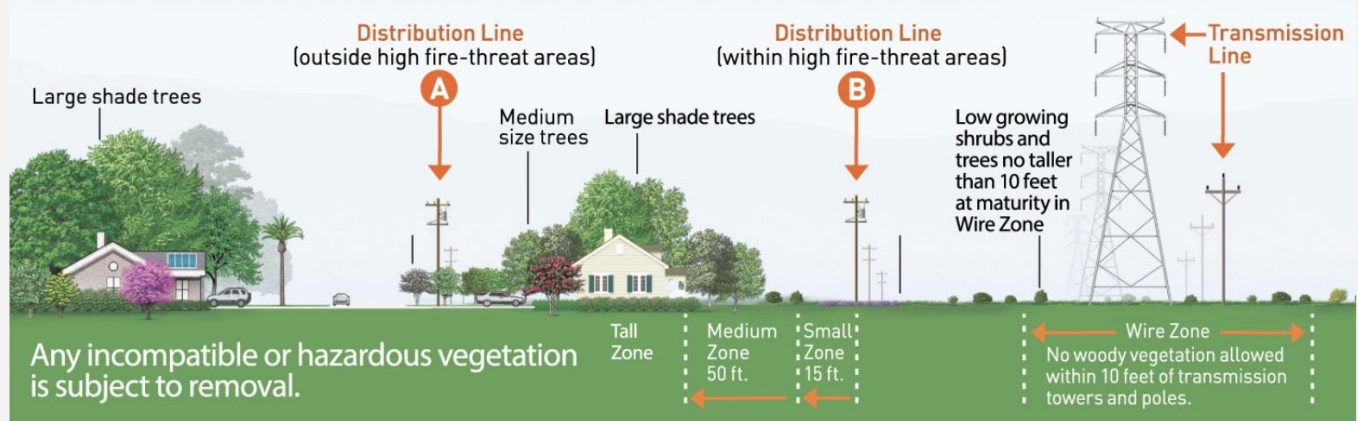 Large shade trees
Distribution Line
(outside high fire-threat areas)
A
Medium
size trees
Large shade trees
Distribution Line
(within high fire-threat areas)
B
Low growing
shrubs and
trees no taller
than 10 feet
at maturity in
Wire Zone
Transmission
Line
Any incompatible or hazardous vegetation
is subject to removal.
Tall
Zone
Medium
Zone
50 ft.
Small
Zone
15 ft.
Wire Zone
No woody vegetation allowed
within 10 feet of transmission
towers and poles.